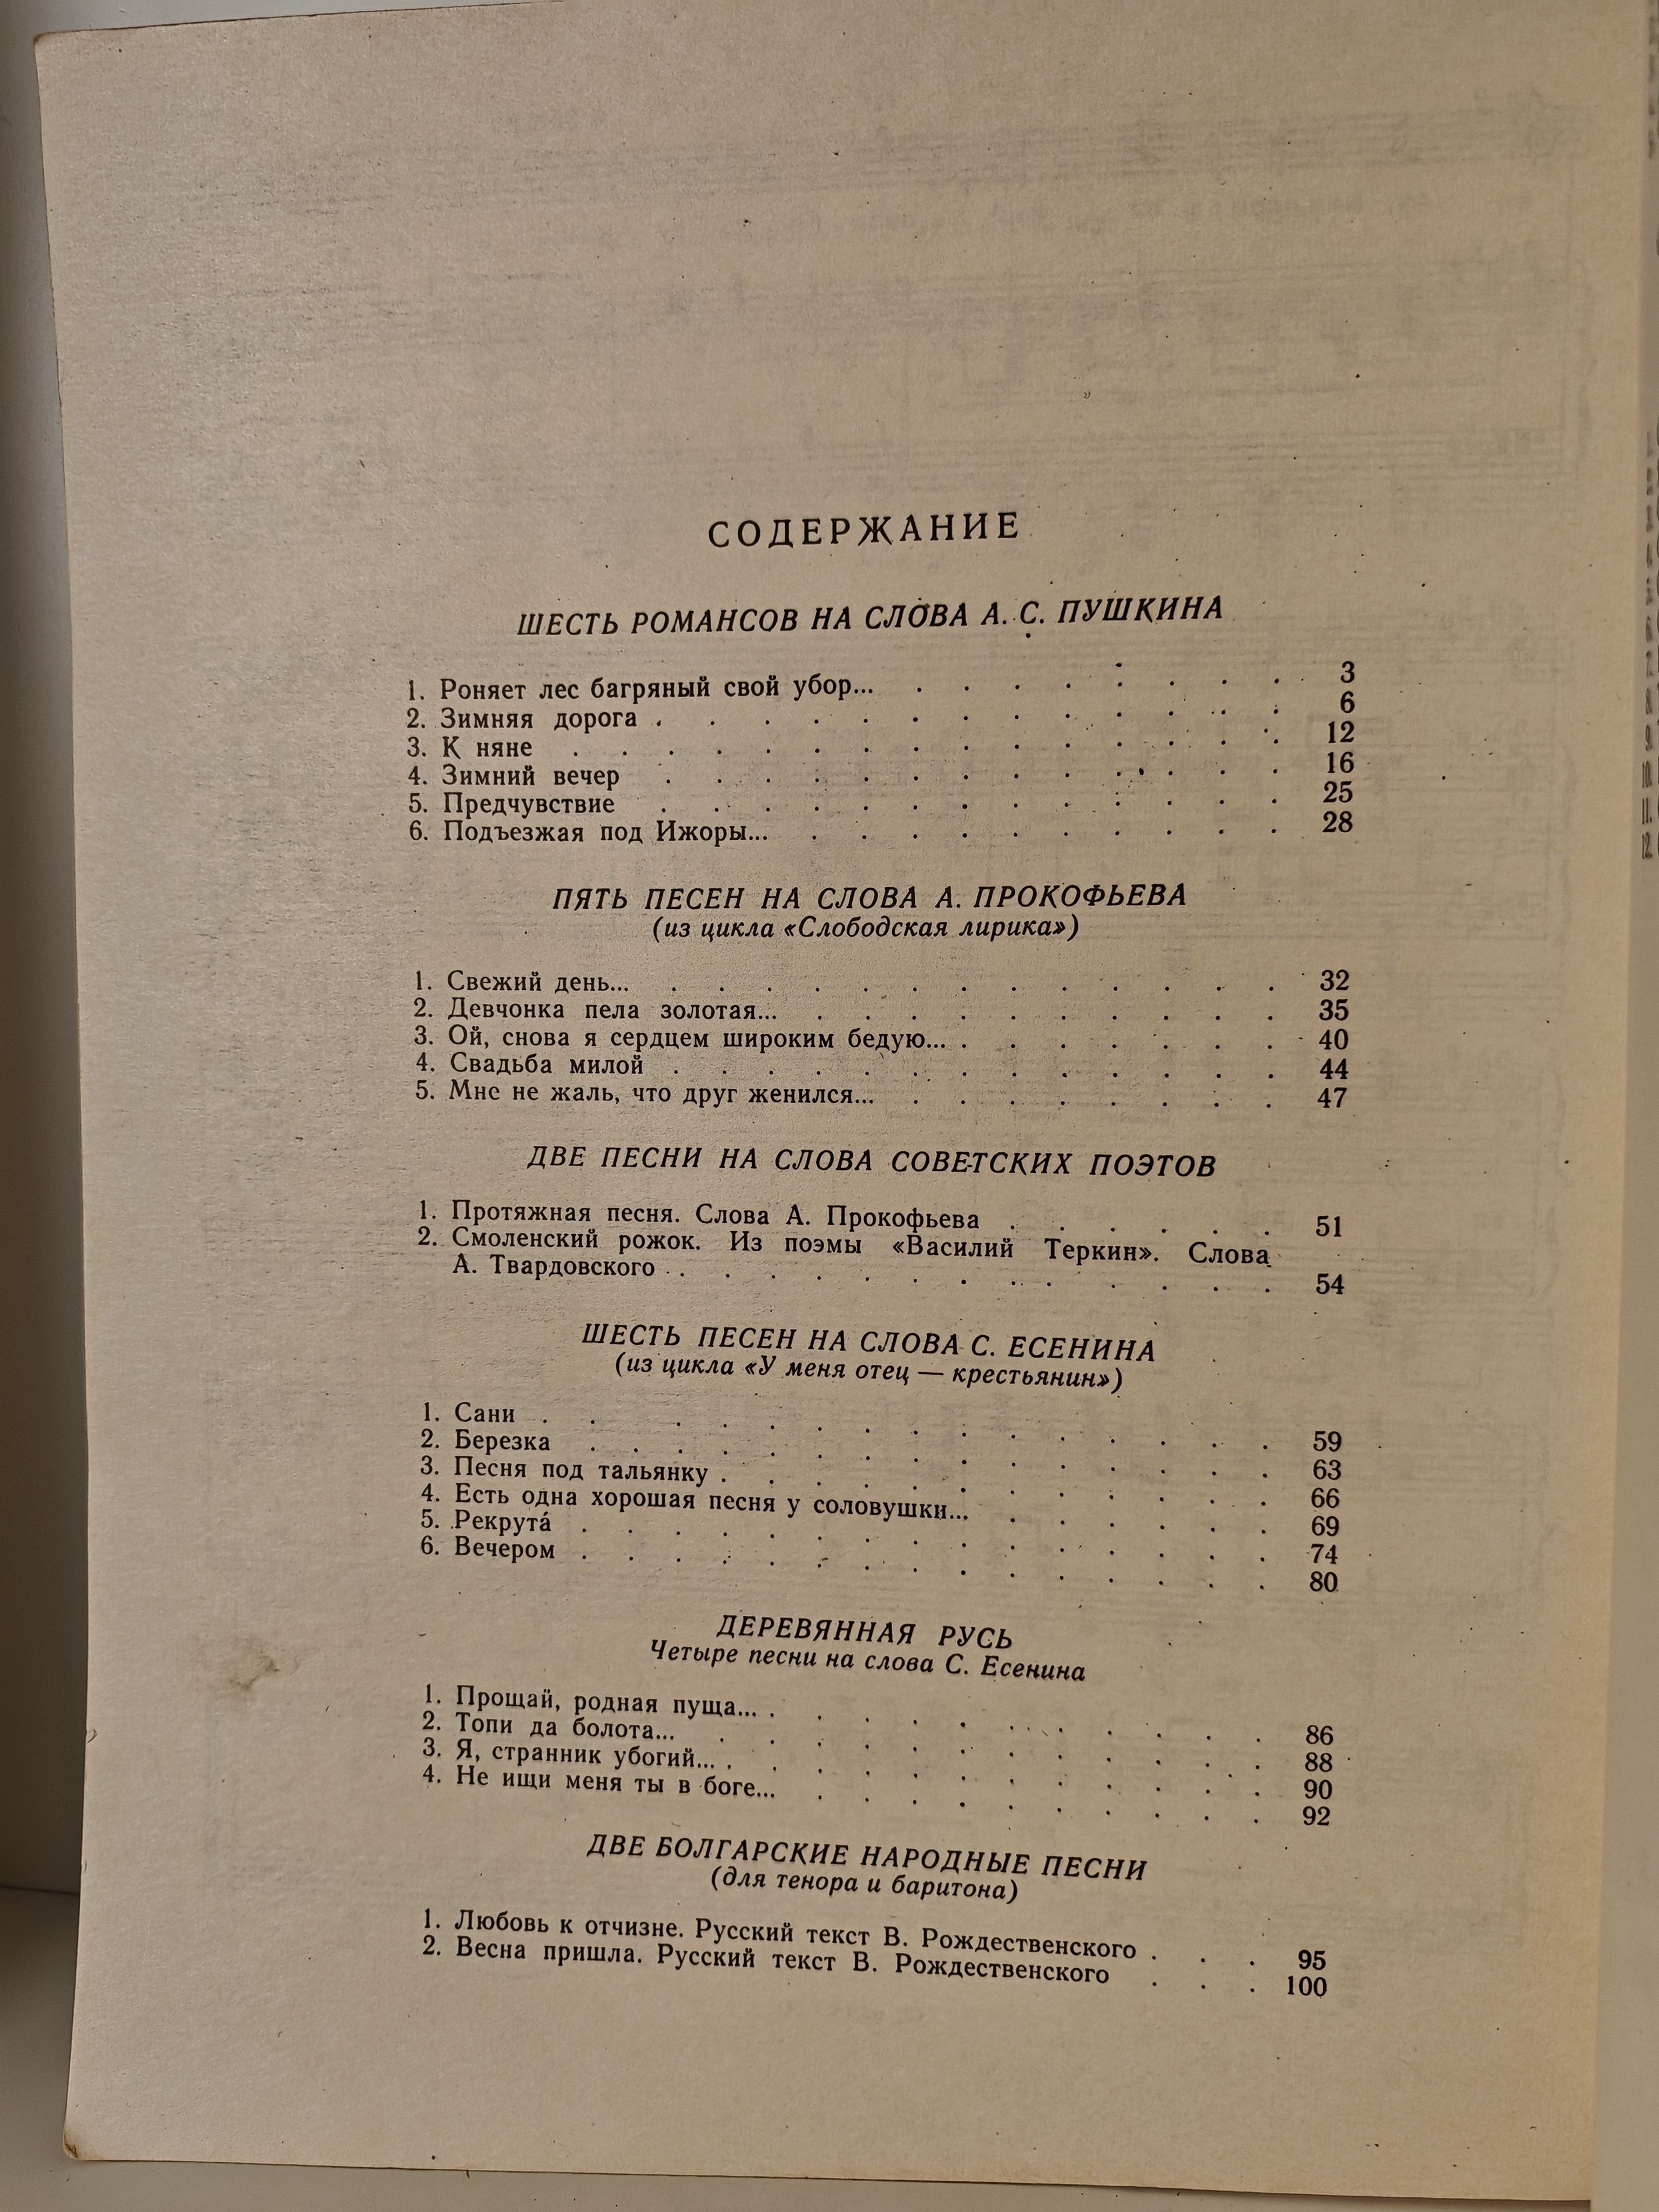 СОДЕРЖАНИЕ
ШЕСТЬ РОМАНСОВ НА СЛОВА А. С. ПУШКИНА
1. Роняет лес багряный свой убор... 3
2. Зимняя дорога 6
3. К няне 12
4. Зимний вечер 16
5. Предчувствие 25
6. Подъезжая под Ижоры... 28
ПЯТЬ ПЕСЕН НА СЛОВА А. ПРОКОФЬЕВА
(из цикла «Слободская лирика»)
1. Свежий день... 32
2. Девчонка пела золотая... 35
3. Ой, снова я сердцем широким бедую... 40
4. Свадьба милой 44
5. Мне не жаль, что друг женился... 47
ДВЕ ПЕСНИ НА СЛОВА СОВЕТСКИХ ПОЭТОВ
1. Протяжная песня. Слова А. Прокофьева 51
2. Смоленский рожок. Из поэмы «Василий Теркин». Слова
А. Твардовского 54
ШЕСТЬ ПЕСЕН НА СЛОВА С. ЕСЕНИНА
(из цикла «У меня отец — крестьянин»)
1. Сани 59
2. Березка 63
3. Песня под тальянку 66
4. Есть одна хорошая песня у соловушки... 69
5. Рекрута́ 74
6. Вечером 80
ДЕРЕВЯННАЯ РУСЬ
Четыре песни на слова С. Есенина
1. Прощай, родная пуща... 86
2. Топи да болота... 88
3. Я, странник убогий... 90
4. Не ищи меня ты в боге... 92
ДВЕ БОЛГАРСКИЕ НАРОДНЫЕ ПЕСНИ
(для тенора и баритона)
1. Любовь к отчизне. Русский текст В. Рождественского 95
2. Весна пришла. Русский текст В. Рождественского 100